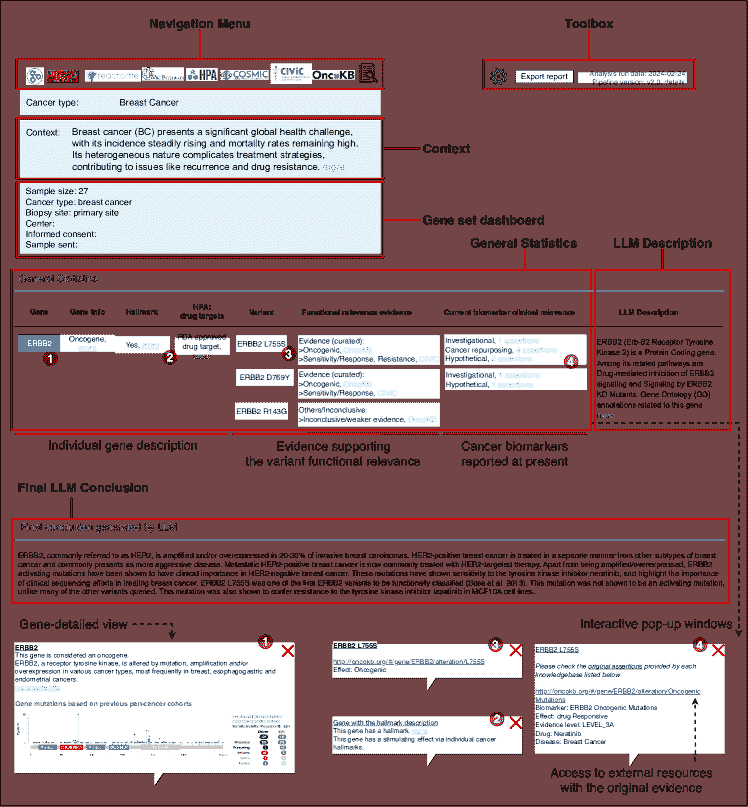 Navigation Menu
Toolbox
reactome
HPA
COSMIC
CIViC
OncoKB
Export report
Analysis run data: 2024-02-24
Pipeline version: v2.0, details
Cancer type: Breast Cancer
Context: Breast cancer (BC) presents a significant global health challenge,
with its incidence steadily rising and mortality rates remaining high.
Its heterogeneous nature complicates treatment strategies,
contributing to issues like recurrence and drug resistance. more
Context
Sample size: 27
Cancer type: breast cancer
Biopsy site: primary site
Center:
Informed consent:
Sample sent:
Gene set dashboard
General Statistics
LLM Description
General Statistics
Gene
Gene info
Hallmark
HPA:
drug targets
Variant
Functional relevance evidence
Current biomarker clinical relevance
LLM Description
ERBB2
1
Oncogene,
Yes,
2
FDA approved
drug target,
ERBB2 L755S
3
Evidence (curated):
>Oncogenic, OncoKB
>Sensitivity/Response, Resistance, CIViC
Investigational, 1 assertions
Cancer repurposing, 2 assertions
Hypothetical, 2 assertions
4
ERBB2 D769Y
Evidence (curated):
>Oncogenic, OncoKB
>Sensitivity/Response, CIViC
Investigational, 1 assertions
Hypothetical, 2 assertions
ERBB2 R143G
Others/Inconclusive:
>Inconclusive/weaker evidence, OncoKB
ERBB2 (Erb-B2 Receptor Tyrosine
Kinase 2) is a Protein Coding gene.
Among its related pathways are
Drug-mediated inhibition of ERBB2
signaling and Signaling by ERBB2
KD Mutants. Gene Ontology (GO)
annotations related to this gene
more
Individual gene description
Evidence supporting
the variant functional relevance
Cancer biomarkers
reported at present
Final LLM Conclusion
Final conclusion generated by LLM
ERBB2, commonly referred to as HER2, is amplified and/or overexpressed in 20-30% of invasive breast carcinomas. HER2-positive breast cancer is treated in a separate manner from other subtypes of breast
cancer and commonly presents as more aggressive disease. Metastatic HER2-positive breast cancer is now commonly treated with HER2-targeted therapy. Apart from being amplified/overexpressed, ERBB2
activating mutations have been shown to have clinical importance in HER2-negative breast cancer. These mutations have shown sensitivity to the tyrosine kinase inhibitor neratinib, and highlight the importance
of clinical sequencing efforts in treating breast cancer. ERBB2 L755S was one of the first ERBB2 variants to be functionally classified (Bose et al. 2013). This mutation was not shown to be an activating mutation,
unlike many of the other variants queried. This mutation was also shown to confer resistance to the tyrosine kinase inhibitor lapatinib in MCF10A cell lines.
Gene-detailed view
Interactive pop-up windows
1
ERBB2
This gene is considered an oncogene.
ERBB2, a receptor tyrosine kinase, is altered by mutation, amplification and/or
overexpression in various cancer types, most frequently in breast, esophagogastric and
endometrial cancers.
Gene mutations based on previous pan-cancer cohorts
3
ERBB2 L755S
http://oncokb.org/#/gene/ERBB2/alteration/L755S
Effect: Oncogenic
2
Gene with the hallmark description
This gene has a hallmark.
This gene has a stimulating effect via individual cancer
hallmarks.
4
ERBB2 L755S
Please check the original assertions provided by each
knowledgebase listed below
http://oncokb.org/#/gene/ERBB2/alteration/Oncogenic
Mutations
Biomarker: ERBB2 Oncogenic Mutations
Effect: drug Responsive
Evidence level: LEVEL_3A
Drug: Neratinib
Disease: Breast Cancer
Access to external resources
with the original evidence